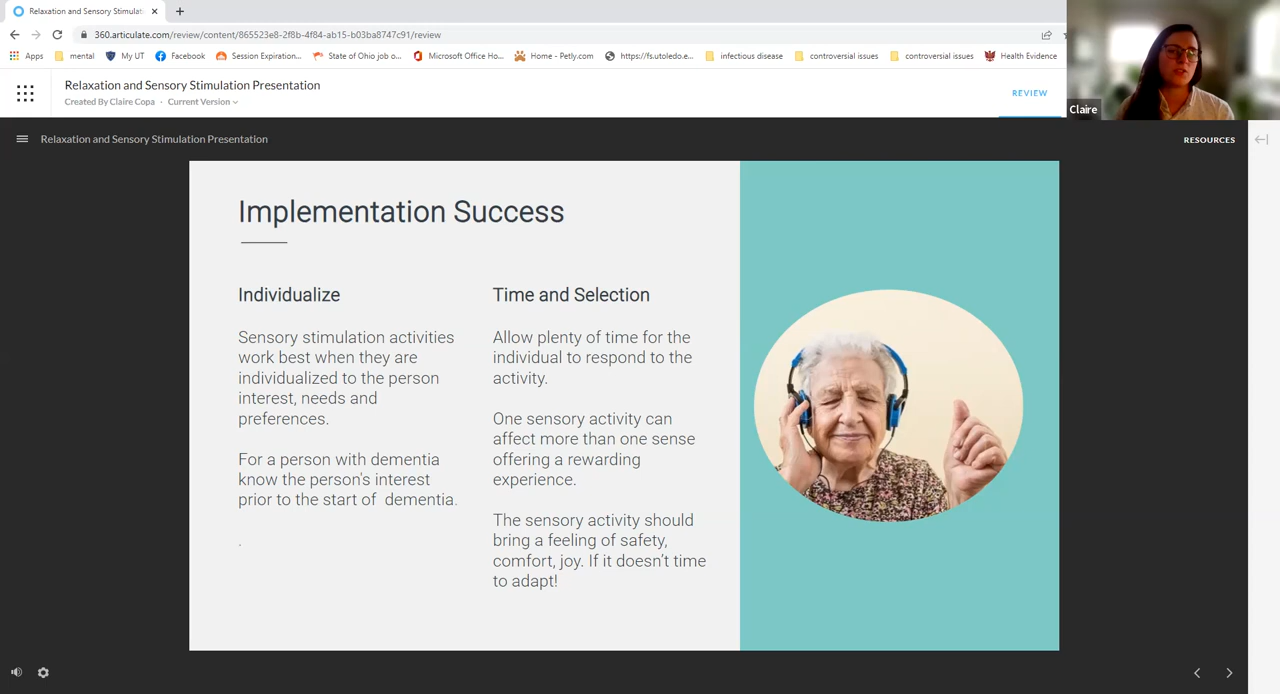 Relaxation and Sensory Stimulat
360.articulate.com/review/content/865523e8-2f8b-4f84-ab15-b03ba8747c91/review
Apps mental My UT Facebook Session Expiration... State of Ohio job o... Microsoft Office Ho... Home - Petly.com https://fs.utoledo.e... infectious disease controversial issues controversial issues Health Evidence
Relaxation and Sensory Stimulation Presentation
Created By Claire Copa · Current Version
REVIEW
Claire
Relaxation and Sensory Stimulation Presentation
RESOURCES
Implementation Success
Individualize
Sensory stimulation activities
work best when they are
individualized to the person
interest, needs and
preferences.
For a person with dementia
know the person's interest
prior to the start of  dementia.
.
Time and Selection
Allow plenty of time for the
individual to respond to the
activity.
One sensory activity can
affect more than one sense
offering a rewarding
experience.
The sensory activity should
bring a feeling of safety,
comfort, joy. If it doesn’t time
to adapt!